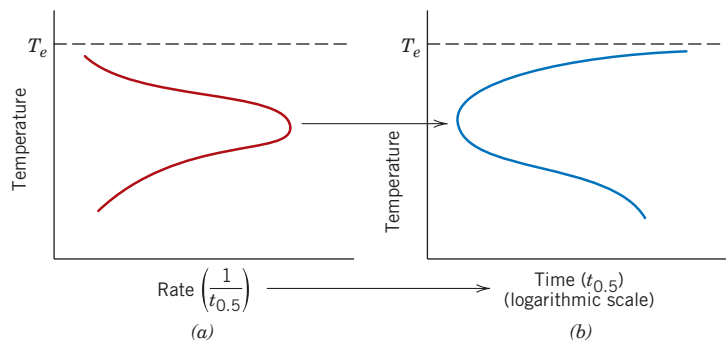 T_e
Temperature
Rate (1/t_0.5)
(a)
T_e
Temperature
Time (t_0.5)
(logarithmic scale)
(b)